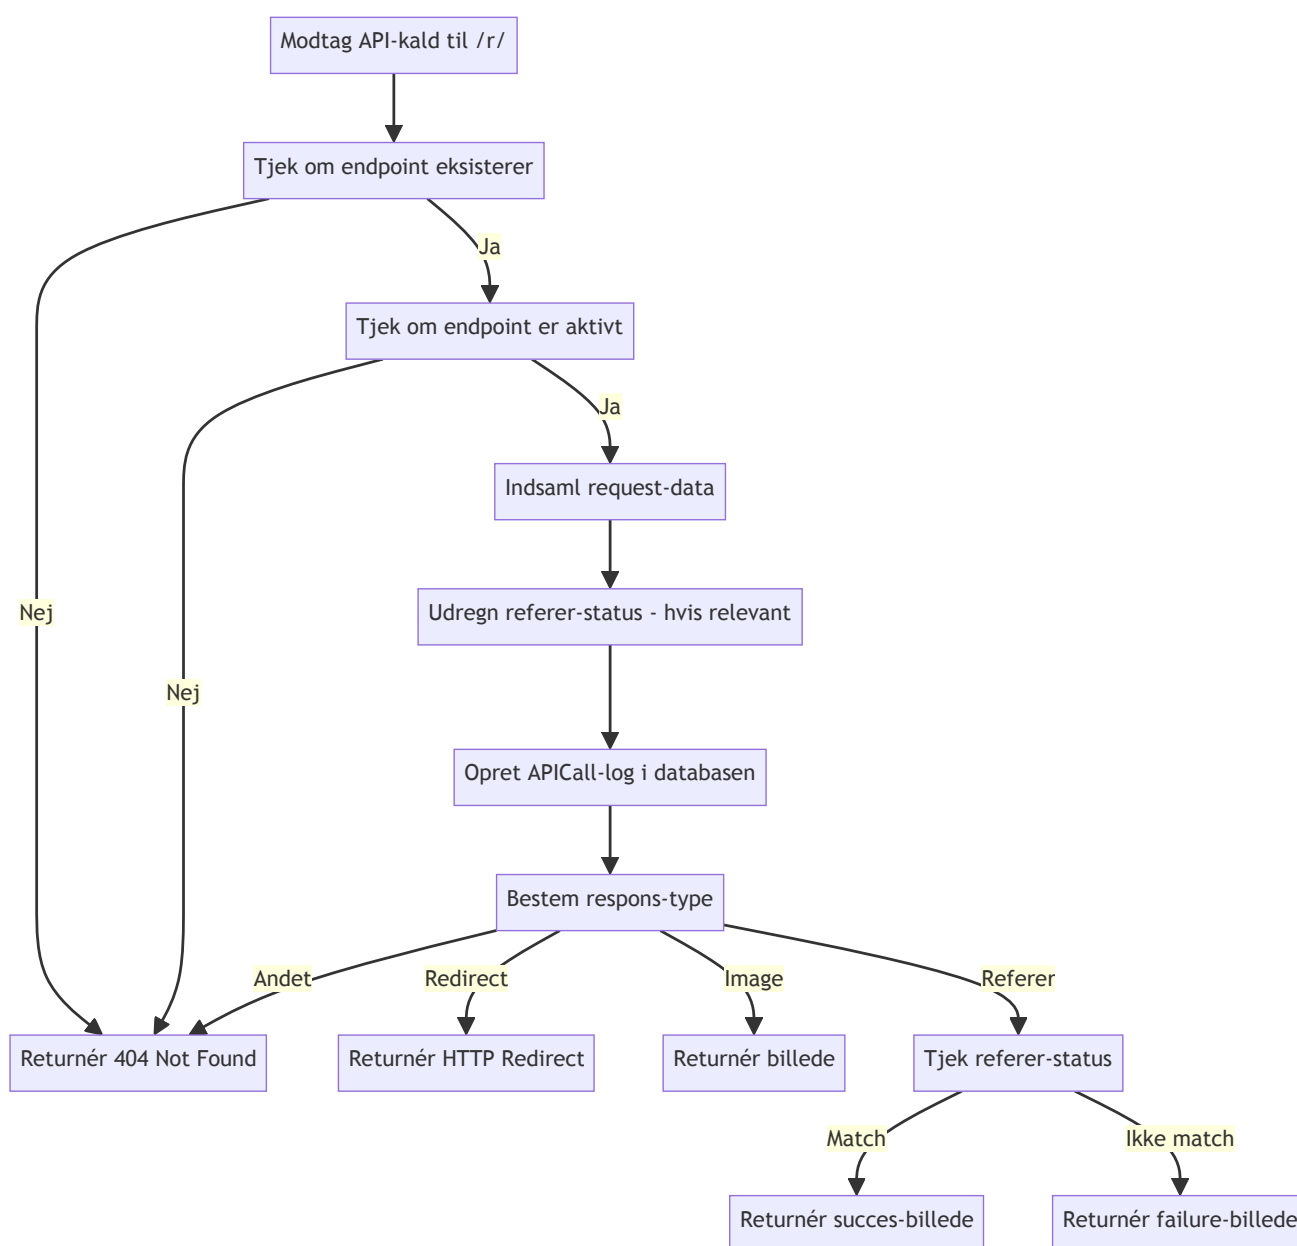 Modtag API-kald til /r/
Tjek om endpoint eksisterer
Ja
Tjek om endpoint er aktivt
Ja
Indsaml request-data
Nej
Udregn referer-status - hvis relevant
Nej
Opret APICall-log i databasen
Bestem respons-type
Andet
Redirect
Image
Referer
Returnér 404 Not Found
Returnér HTTP Redirect
Returnér billede
Tjek referer-status
Match
Ikke match
Returnér succes-billede
Returnér failure-billede